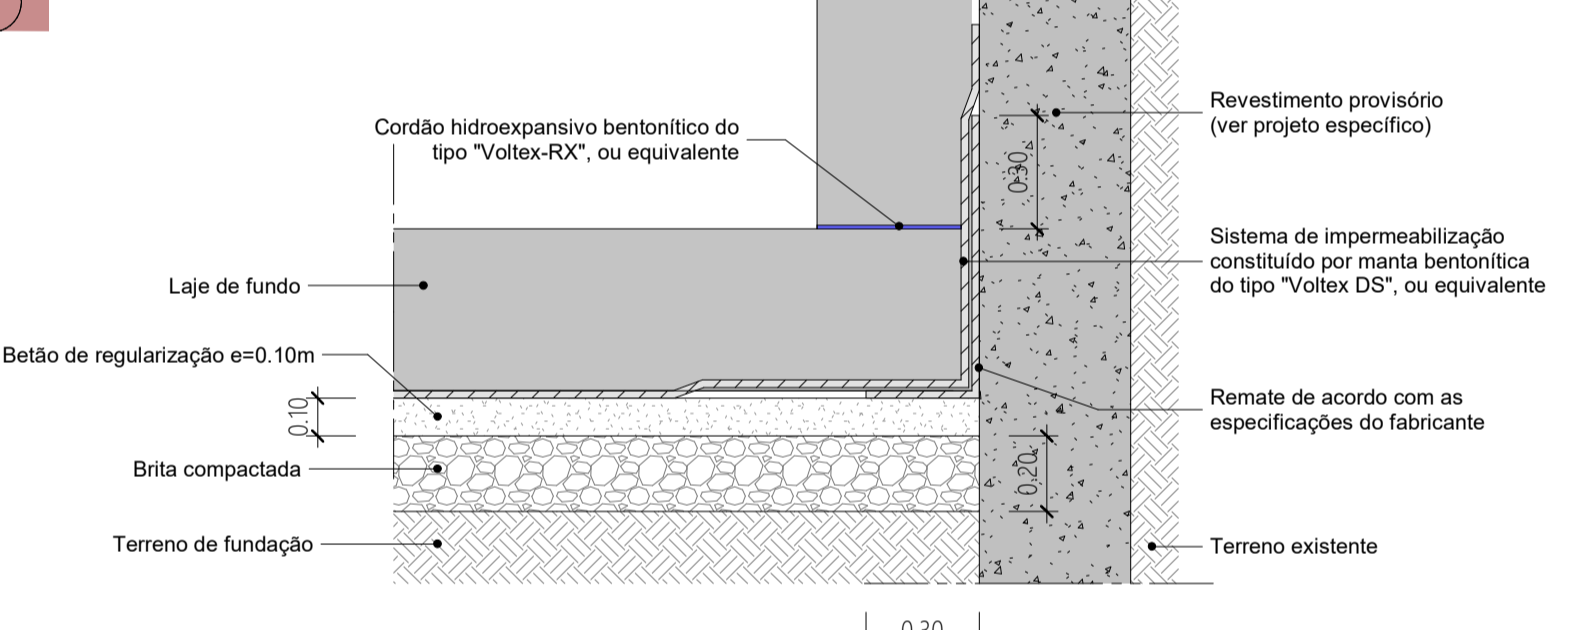 Cordão hidroexpansivo bentonítico do
tipo "Voltex-RX", ou equivalente
Laje de fundo
Betão de regularização e=0.10m
0.10
Brita compactada
Terreno de fundação
Revestimento provisório
(ver projeto específico)
0.30
Sistema de impermeabilização
constituído por manta bentonítica
do tipo "Voltex DS", ou equivalente
Remate de acordo com as
especificações do fabricante
0.20
Terreno existente